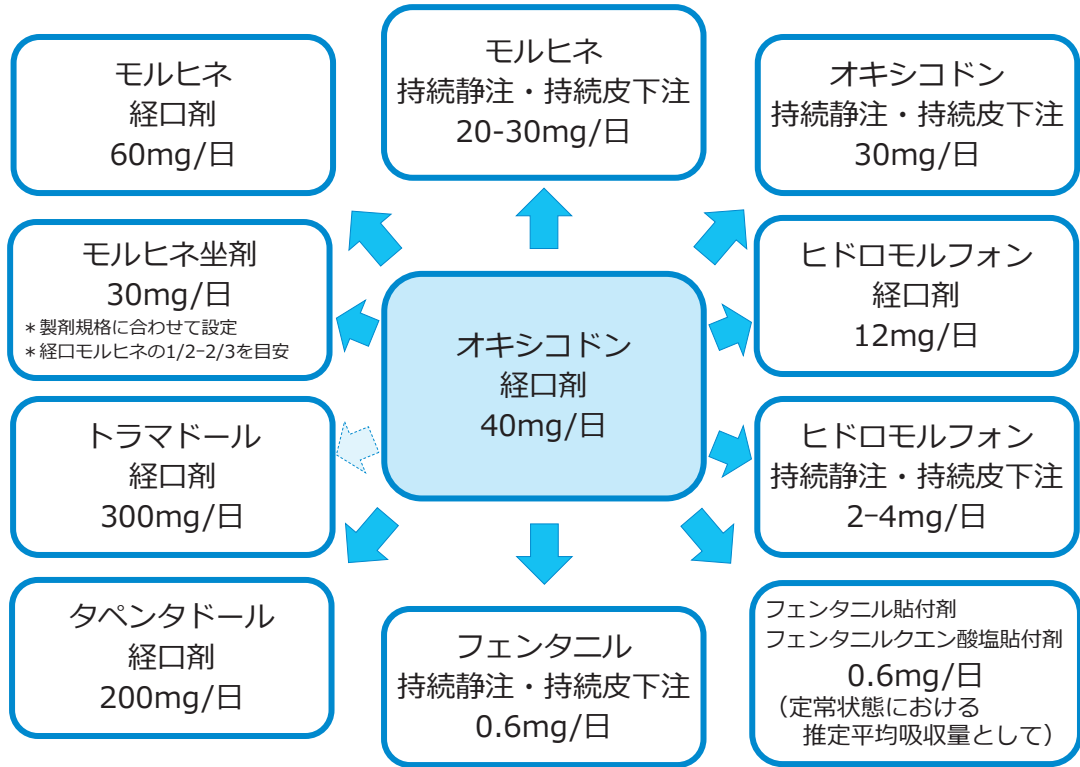 モルヒネ
経口剤
60mg/日
モルヒネ
持続静注・持続皮下注
20-30mg/日
オキシコドン
持続静注・持続皮下注
30mg/日
モルヒネ坐剤
30mg/日
＊製剤規格に合わせて設定
＊経口モルヒネの1/2−2/3を目安
オキシコドン
経口剤
40mg/日
ヒドロモルフォン
経口剤
12mg/日
トラマドール
経口剤
300mg/日
ヒドロモルフォン
持続静注・持続皮下注
2−4mg/日
タペンタドール
経口剤
200mg/日
フェンタニル
持続静注・持続皮下注
0.6mg/日
フェンタニル貼付剤
フェンタニルクエン酸塩貼付剤
0.6mg/日
（定常状態における
推定平均吸収量として）